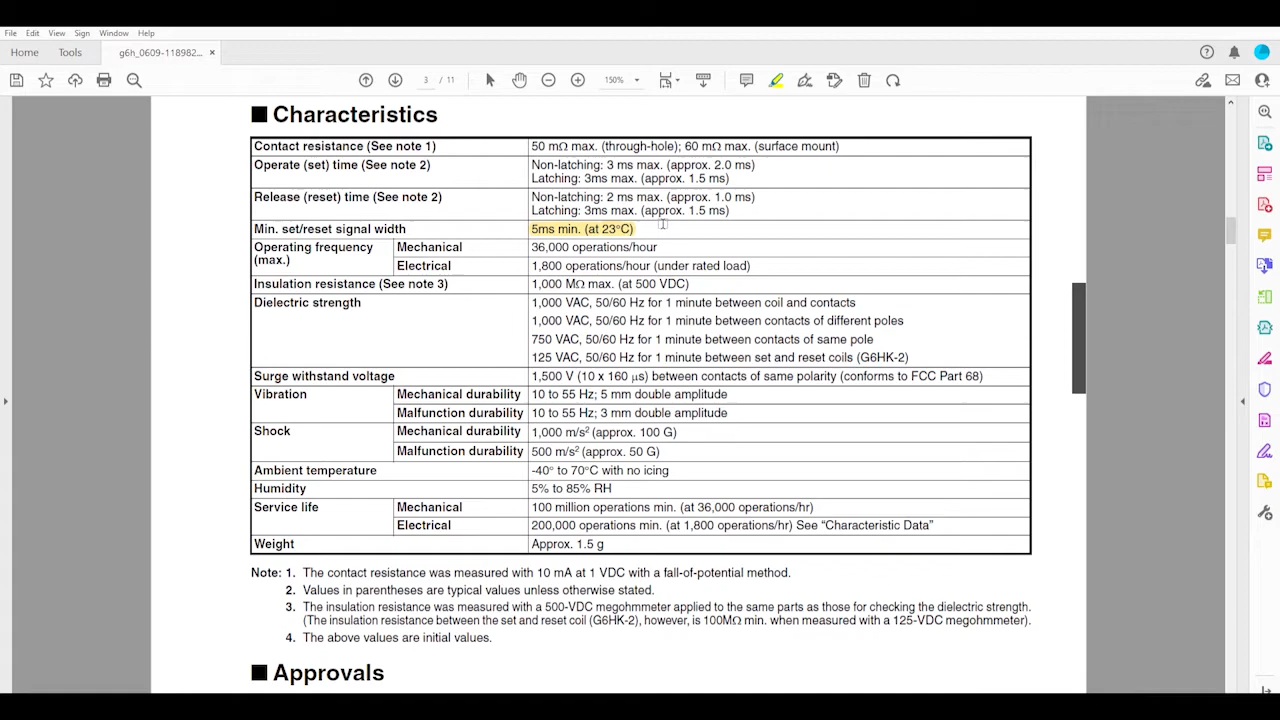 File Edit View Sign Window Help
Home Tools g6h_0609-118982... ×
3 / 11 150%
Characteristics
Contact resistance (See note 1) 50 mΩ max. (through-hole); 60 mΩ max. (surface mount)
Operate (set) time (See note 2) Non-latching: 3 ms max. (approx. 2.0 ms)
Latching: 3ms max. (approx. 1.5 ms)
Release (reset) time (See note 2) Non-latching: 2 ms max. (approx. 1.0 ms)
Latching: 3ms max. (approx. 1.5 ms)
Min. set/reset signal width 5ms min. (at 23°C)
Operating frequency (max.) Mechanical 36,000 operations/hour
Electrical 1,800 operations/hour (under rated load)
Insulation resistance (See note 3) 1,000 MΩ max. (at 500 VDC)
Dielectric strength 1,000 VAC, 50/60 Hz for 1 minute between coil and contacts
1,000 VAC, 50/60 Hz for 1 minute between contacts of different poles
750 VAC, 50/60 Hz for 1 minute between contacts of same pole
125 VAC, 50/60 Hz for 1 minute between set and reset coils (G6HK-2)
Surge withstand voltage 1,500 V (10 x 160 μs) between contacts of same polarity (conforms to FCC Part 68)
Vibration Mechanical durability 10 to 55 Hz; 5 mm double amplitude
Malfunction durability 10 to 55 Hz; 3 mm double amplitude
Shock Mechanical durability 1,000 m/s² (approx. 100 G)
Malfunction durability 500 m/s² (approx. 50 G)
Ambient temperature -40° to 70°C with no icing
Humidity 5% to 85% RH
Service life Mechanical 100 million operations min. (at 36,000 operations/hr)
Electrical 200,000 operations min. (at 1,800 operations/hr) See “Characteristic Data”
Weight Approx. 1.5 g
Note: 1. The contact resistance was measured with 10 mA at 1 VDC with a fall-of-potential method.
2. Values in parentheses are typical values unless otherwise stated.
3. The insulation resistance was measured with a 500-VDC megohmmeter applied to the same parts as those for checking the dielectric strength.
(The insulation resistance between the set and reset coil (G6HK-2), however, is 100MΩ min. when measured with a 125-VDC megohmmeter).
4. The above values are initial values.
Approvals